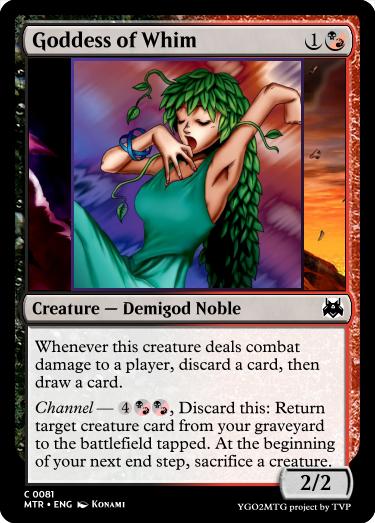 Goddess of Whim 1
Creature — Demigod Noble
Whenever this creature deals combat
damage to a player, discard a card, then
draw a card.
Channel — 4, Discard this: Return
target creature card from your graveyard
to the battlefield tapped. At the beginning
of your next end step, sacrifice a creature.
2/2
C 0081
MTR • ENG KONAMI
YGO2MTG project by TVP